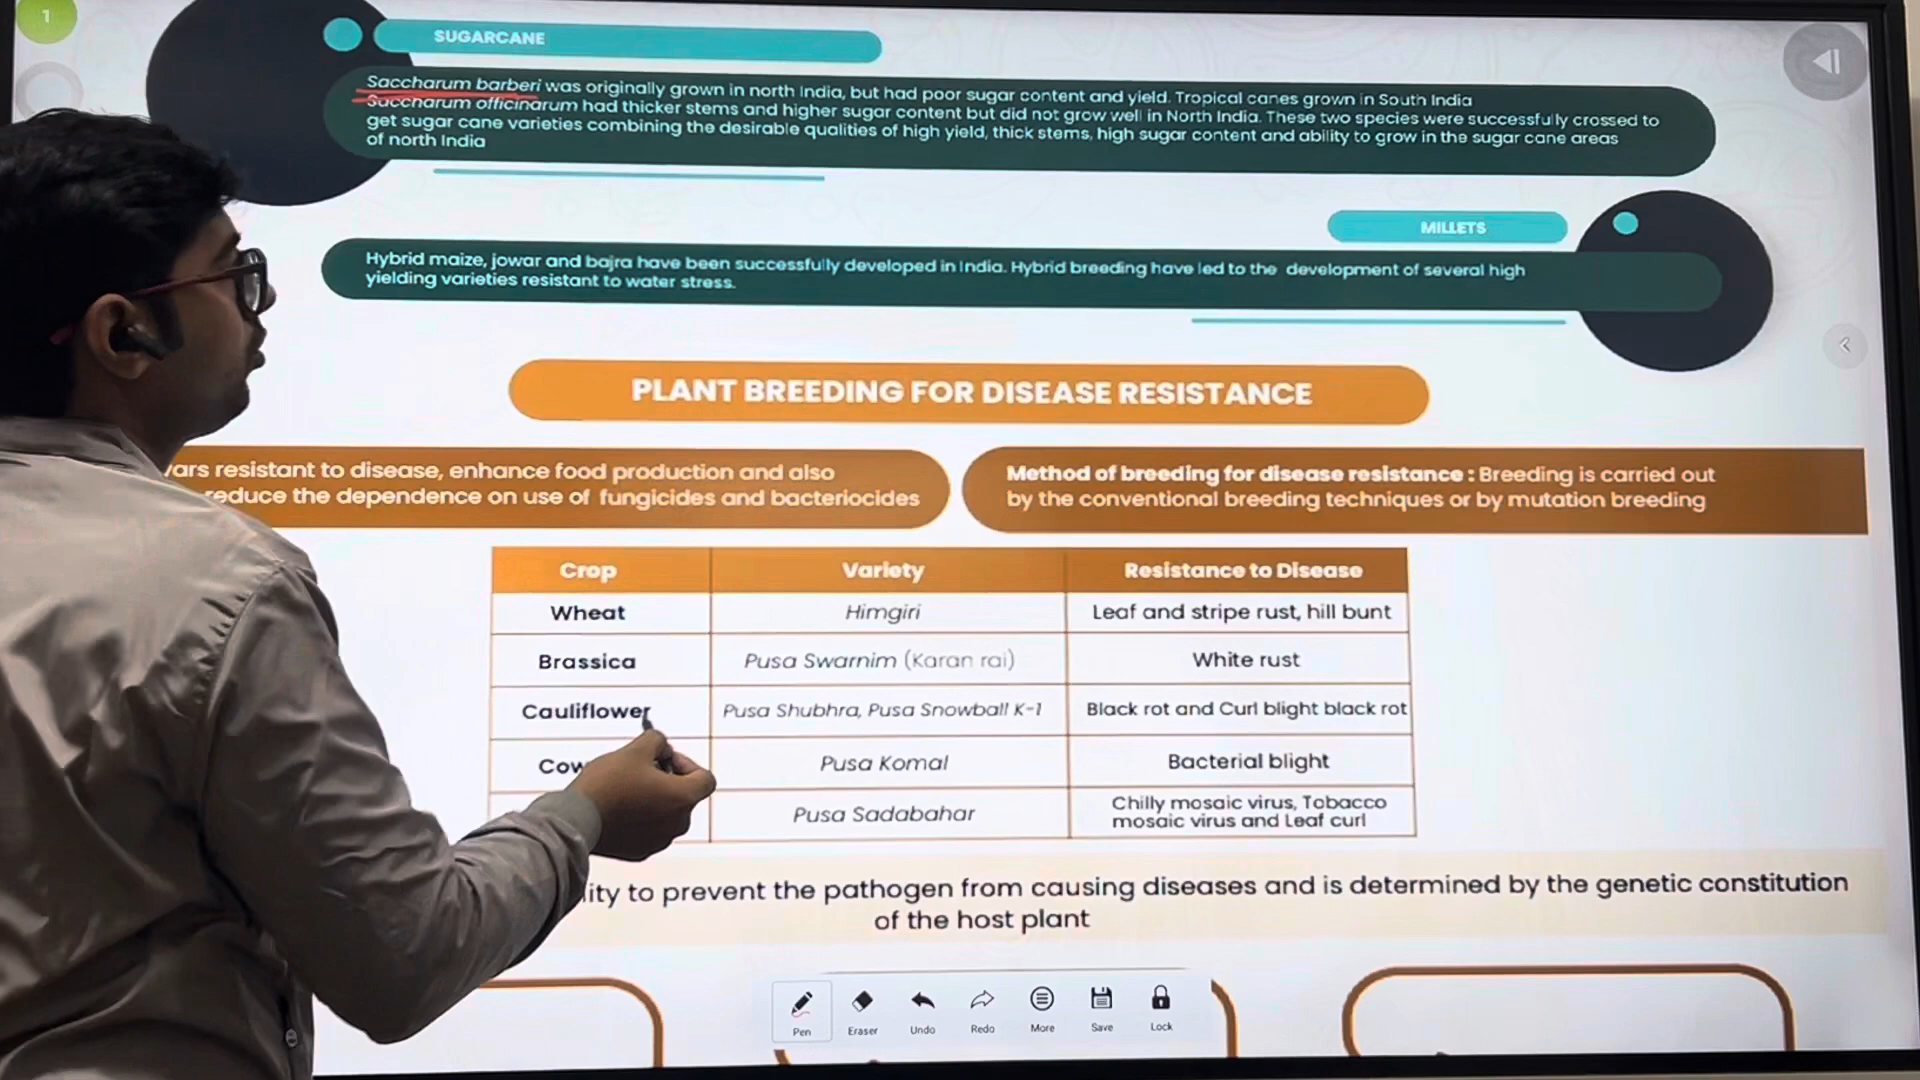 1
SUGARCANE
Saccharum barberi was originally grown in north India, but had poor sugar content and yield. Tropical canes grown in South India
Saccharum officinarum had thicker stems and higher sugar content but did not grow well in North India. These two species were successfully crossed to
get sugar cane varieties combining the desirable qualities of high yield, thick stems, high sugar content and ability to grow in the sugar cane areas
of north India
MILLETS
Hybrid maize, jowar and bajra have been successfully developed in India. Hybrid breeding have led to the development of several high
yielding varieties resistant to water stress.
PLANT BREEDING FOR DISEASE RESISTANCE
resistant to disease, enhance food production and also
reduce the dependence on use of fungicides and bacteriocides
Method of breeding for disease resistance : Breeding is carried out
by the conventional breeding techniques or by mutation breeding
Crop Variety Resistance to Disease
Wheat Himgiri Leaf and stripe rust, hill bunt
Brassica Pusa Swarnim (Karan rai) White rust
Cauliflower Pusa Shubhra, Pusa Snowball K-1 Black rot and Curl blight black rot
Pusa Komal Bacterial blight
Pusa Sadabahar Chilly mosaic virus, Tobacco
mosaic virus and Leaf curl
to prevent the pathogen from causing diseases and is determined by the genetic constitution
of the host plant
Pen Eraser Undo Redo More Save Lock